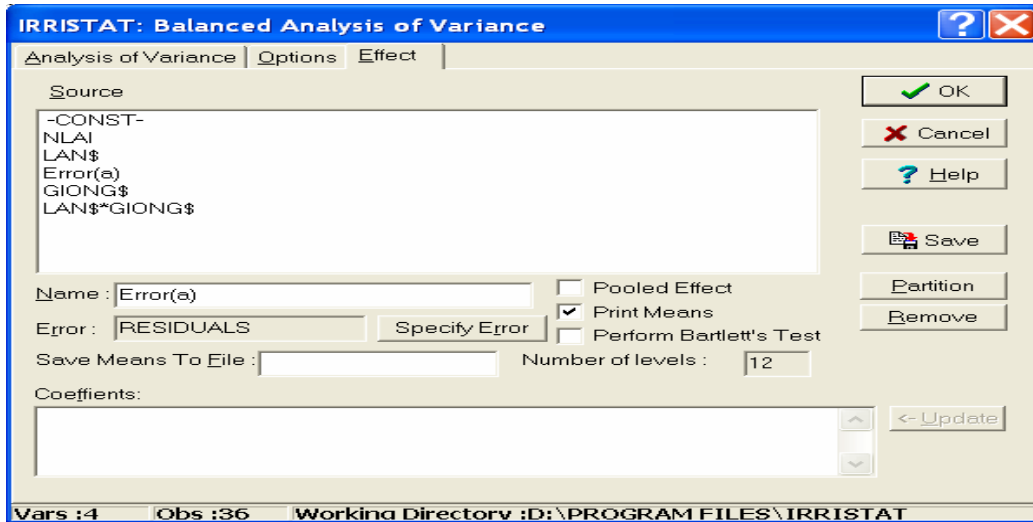 IRRISTAT: Balanced Analysis of Variance
Analysis of Variance Options Effect
Source
-CONST-
NLAI
LAN$
Error(a)
GIONG$
LAN$*GIONG$
OK
Cancel
? Help
Save
Partition
Remove
Name : Error(a)
Pooled Effect
Print Means
Perform Bartlett's Test
Error : RESIDUALS Specify Error
Save Means To File : Number of levels : 12
Coeffients:
<- Update
Vars :4 Obs :36 Working Directory :D:\PROGRAM FILES\IRRISTAT